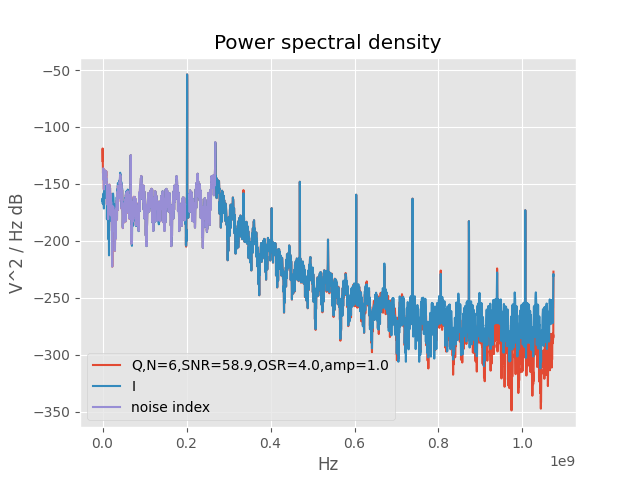 Power spectral density
V^2 / Hz dB
−50
−100
−150
−200
−250
−300
−350
Q,N=6,SNR=58.9,OSR=4.0,amp=1.0
I
noise index
0.0 0.2 0.4 0.6 0.8 1.0
1e9
Hz